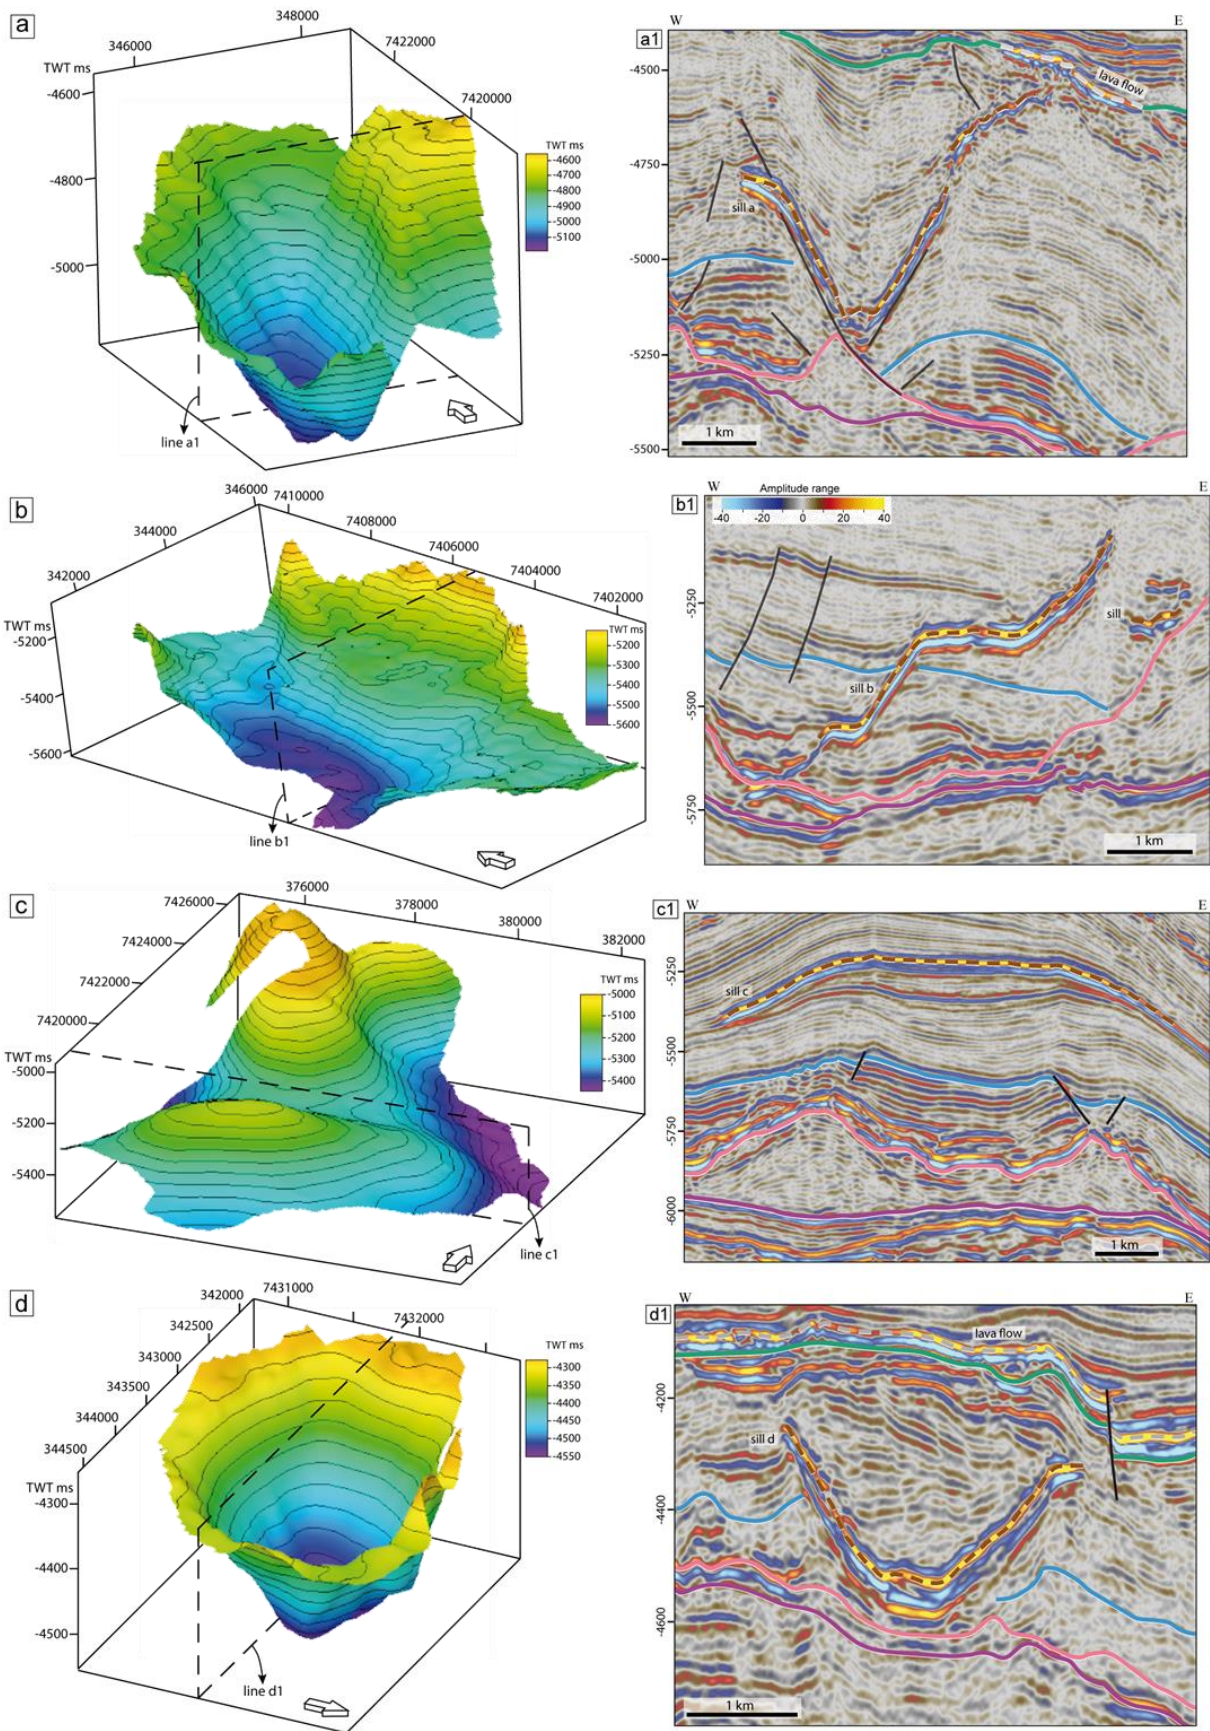 a
346000
348000
7422000
7420000
TWT ms
-4600
-4800
-5000
TWT ms
-4600
-4700
-4800
-4900
-5000
-5100
line a1
a1
W
E
-4500
-4750
-5000
-5250
-5500
lava flow
sill a
1 km
b
342000
344000
346000
7410000
7408000
7406000
7404000
7402000
TWT ms
-5200
-5400
-5600
TWT ms
-5200
-5300
-5400
-5500
-5600
line b1
b1
W
E
Amplitude range
-40
-20
0
20
40
-5250
-5500
-5750
sill
sill b
1 km
c
7426000
7424000
7422000
7420000
376000
378000
380000
382000
TWT ms
-5000
-5200
-5400
TWT ms
-5000
-5100
-5200
-5300
-5400
line c1
c1
W
E
-5250
-5500
-5750
-6000
sill c
1 km
d
342000
342500
343000
343500
344000
344500
7431000
7432000
TWT ms
-4300
-4400
-4500
TWT ms
-4300
-4350
-4400
-4450
-4500
-4550
line d1
d1
W
E
-4200
-4400
-4600
lava flow
sill d
1 km